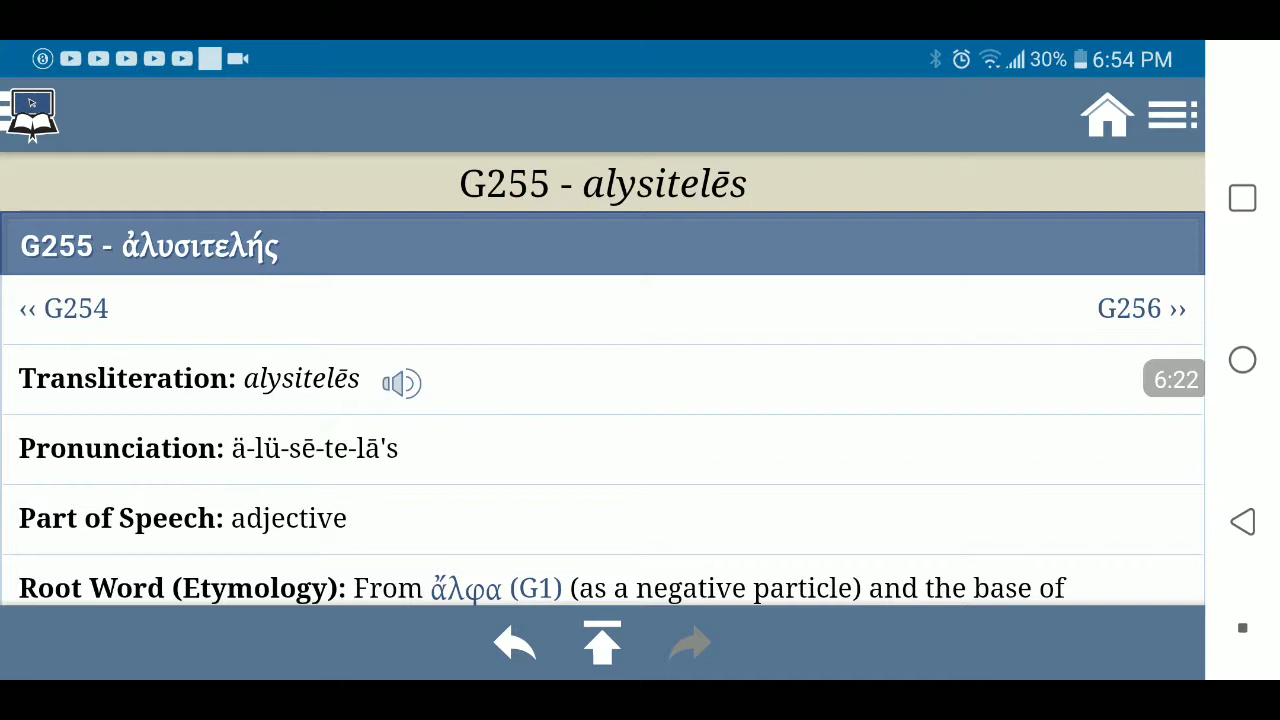 30% 6:54 PM
G255 - alysitelēs
G255 - ἀλυσιτελής
‹‹ G254 G256 ››
Transliteration: alysitelēs
6:22
Pronunciation: ä-lü-sē-te-lā's
Part of Speech: adjective
Root Word (Etymology): From ἄλφα (G1) (as a negative particle) and the base of